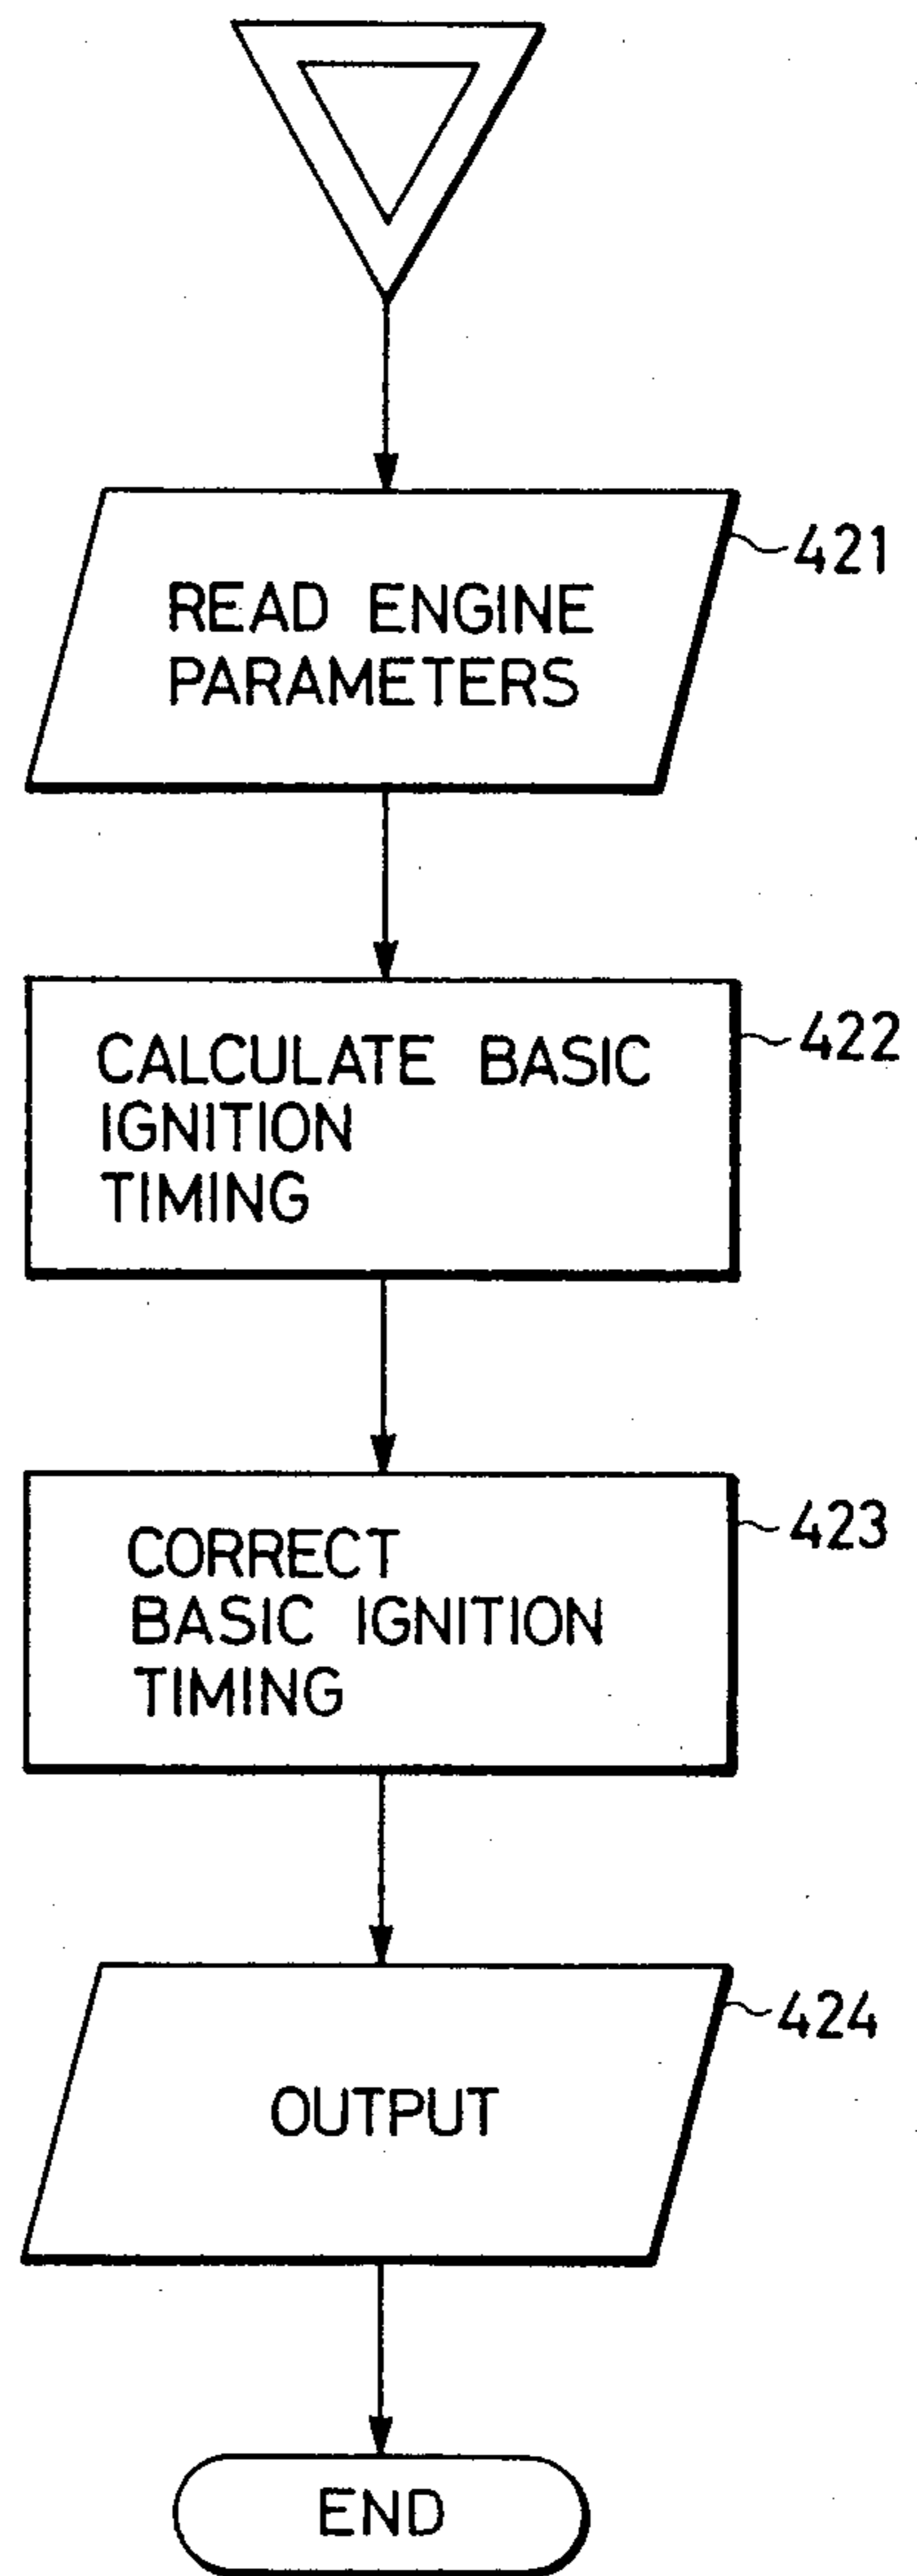 READ ENGINE
PARAMETERS
421
CALCULATE BASIC
IGNITION
TIMING
422
CORRECT
BASIC IGNITION
TIMING
423
OUTPUT
424
END